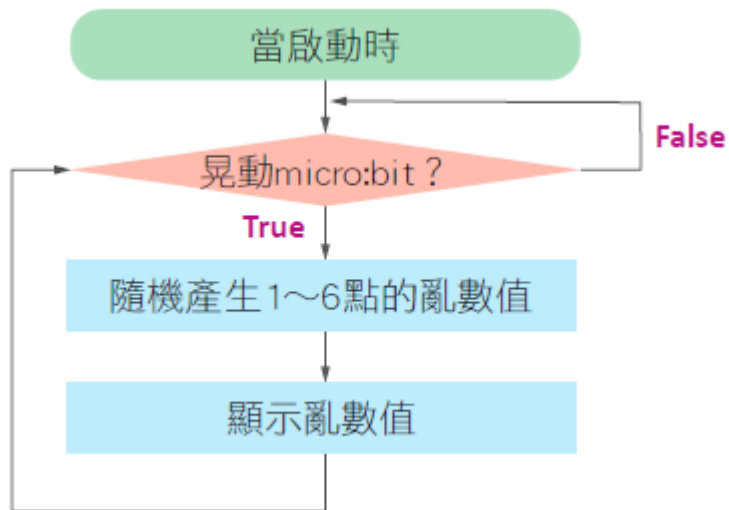 當啟動時
False
晃動micro:bit？
True
隨機產生1～6點的亂數值
顯示亂數值